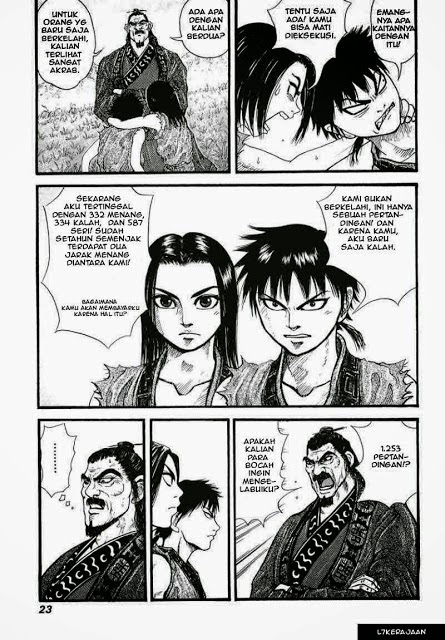 EMANG-
NYA APA
KAITANNYA
DENGAN
ITU!
TENTU SAJA
ADA! KAMU
BISA MATI
DIEKSEKUSI.
ADA APA
DENGAN
KALIAN
BERDUA?
UNTUK
ORANG YG
BARU SAJA
BERKELAHI,
KALIAN
TERLIHAT
SANGAT
AKRAB.
KAMI BUKAN
BERKELAHI, INI HANYA
SEBUAH PERTAN-
DINGAN! DAN
KARENA KAMU,
AKU BARU
SAJA KALAH.
SEKARANG
AKU TERTINGGAL
DENGAN 332 MENANG,
334 KALAH, DAN 587
SERI! SUDAH
SETAHUN SEMENJAK
TERDAPAT DUA
JARAK MENANG
DIANTARA KAMI!
BAGAIMANA
KAMU AKAN MEMBAYARKU
KARENA HAL ITU?
1.253
PERTAN-
DINGAN!?
APAKAH
KALIAN
PARA
BOCAH
INGIN
MENGE-
LABUIKU?
.........
23
L7KERAJAAN